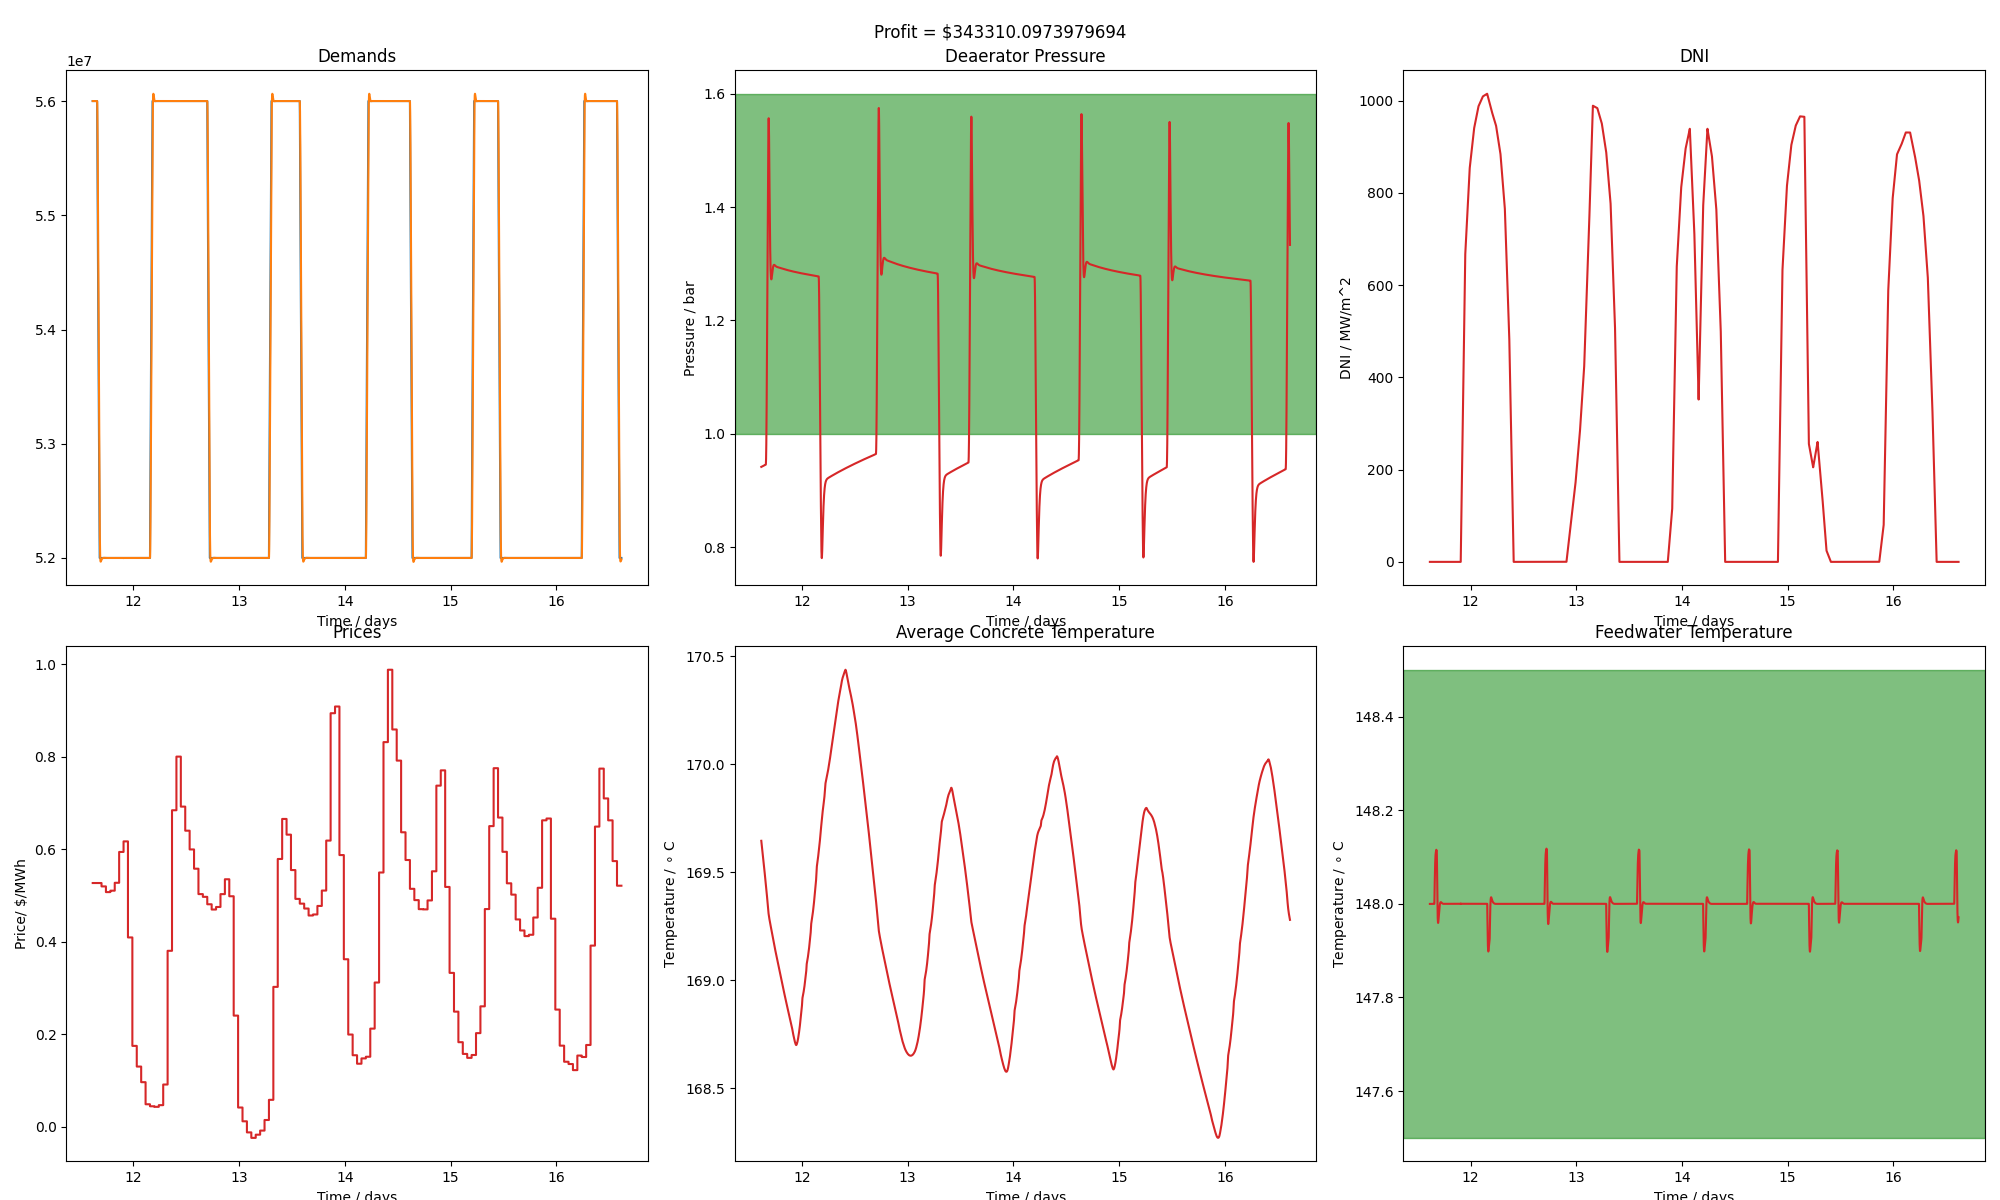 Profit = $343310.0973979694
Demands
1e7
5.6
5.5
5.4
5.3
5.2
12 13 14 15 16
Time / days
Deaerator Pressure
Pressure / bar
1.6
1.4
1.2
1.0
0.8
12 13 14 15 16
Time / days
DNI
DNI / MW/m^2
1000
800
600
400
200
0
12 13 14 15 16
Time / days
Prices
Price/ $/MWh
1.0
0.8
0.6
0.4
0.2
0.0
12 13 14 15 16
Time / days
Average Concrete Temperature
Temperature / ∘ C
170.5
170.0
169.5
169.0
168.5
12 13 14 15 16
Time / days
Feedwater Temperature
Temperature / ∘ C
148.4
148.2
148.0
147.8
147.6
12 13 14 15 16
Time / days